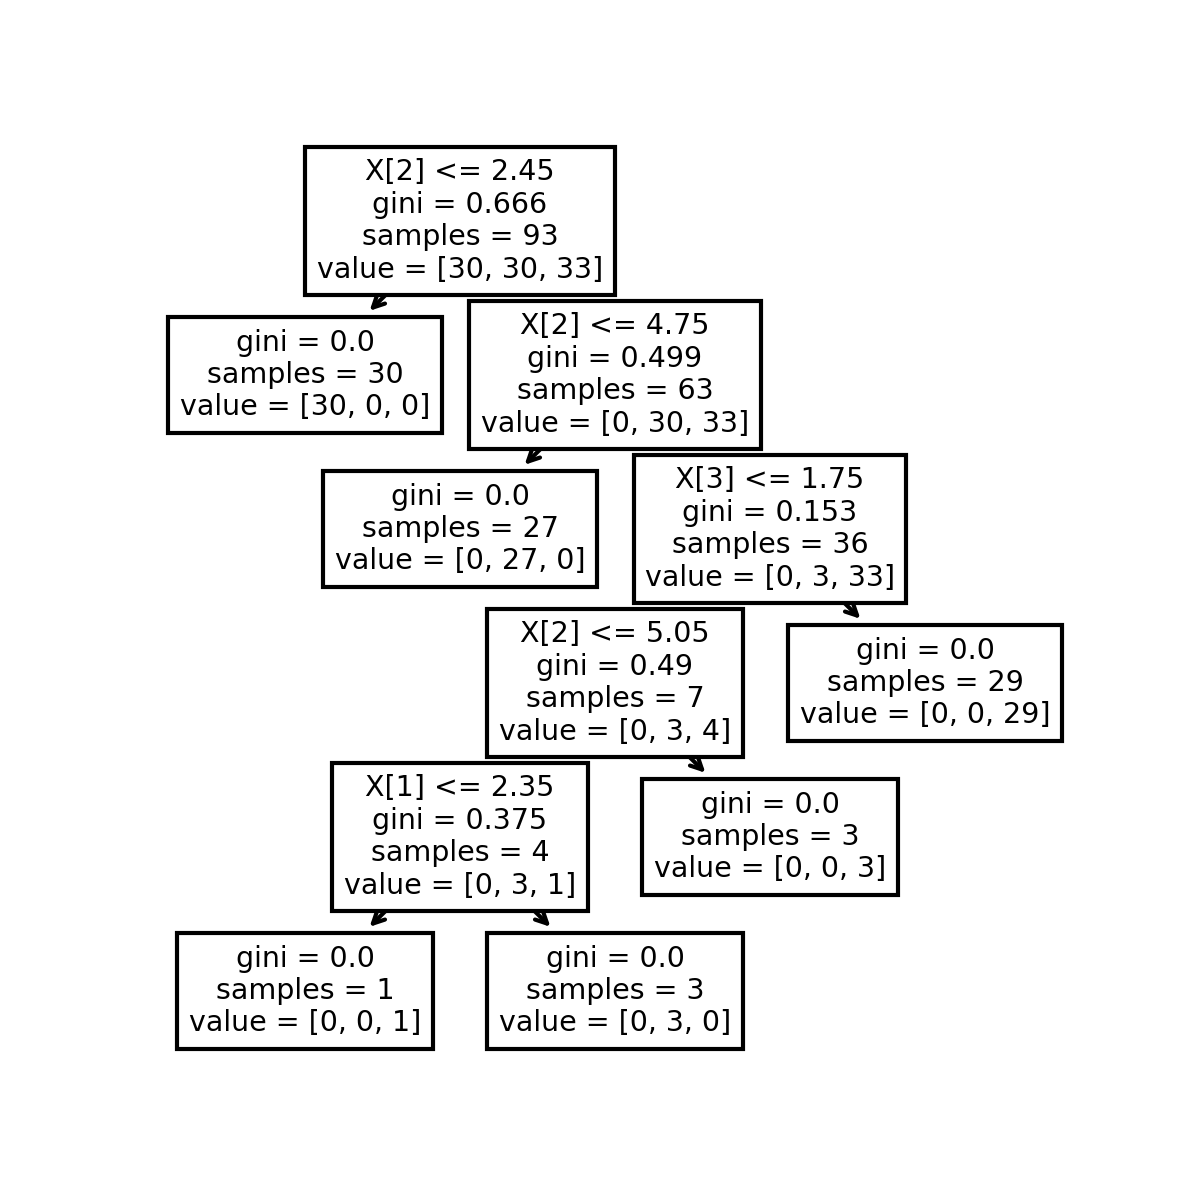 X[2] <= 2.45
gini = 0.666
samples = 93
value = [30, 30, 33]
gini = 0.0
samples = 30
value = [30, 0, 0]
X[2] <= 4.75
gini = 0.499
samples = 63
value = [0, 30, 33]
gini = 0.0
samples = 27
value = [0, 27, 0]
X[3] <= 1.75
gini = 0.153
samples = 36
value = [0, 3, 33]
X[2] <= 5.05
gini = 0.49
samples = 7
value = [0, 3, 4]
gini = 0.0
samples = 29
value = [0, 0, 29]
X[1] <= 2.35
gini = 0.375
samples = 4
value = [0, 3, 1]
gini = 0.0
samples = 3
value = [0, 0, 3]
gini = 0.0
samples = 1
value = [0, 0, 1]
gini = 0.0
samples = 3
value = [0, 3, 0]